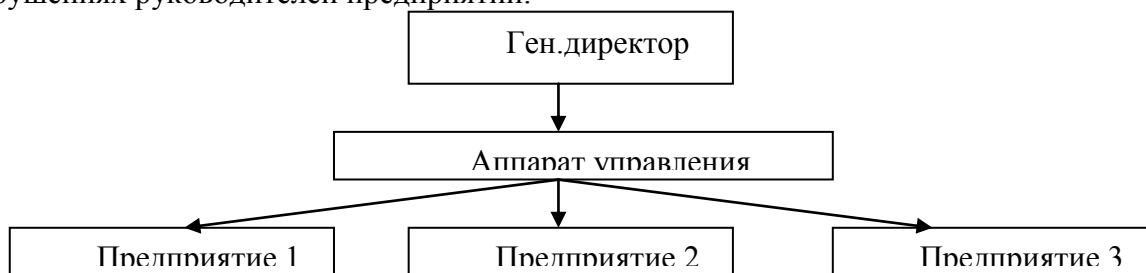 руководителей предприятий.
Ген.директор
Аппарат управления
Предприятие 1 Предприятие 2 Предприятие 3